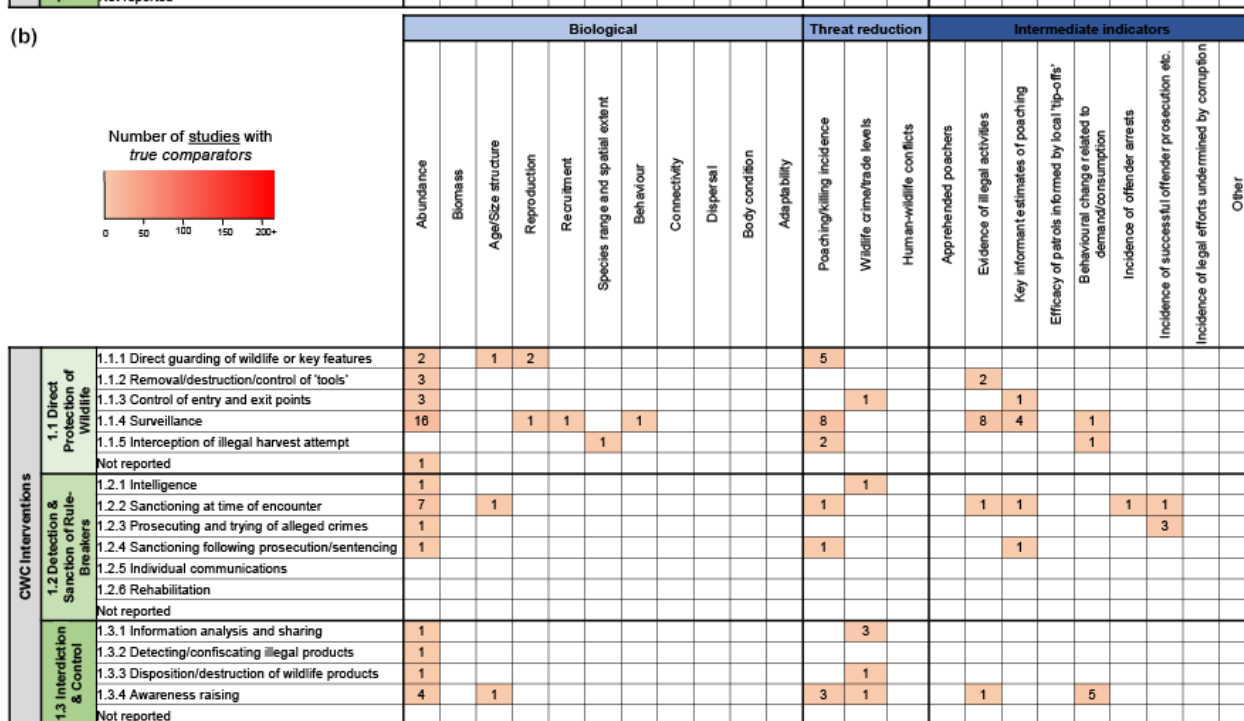 Not reported
(b)
Biological Threat reduction Intermediate indicators
Number of studies with
true comparators
0 50 100 150 200+
Abundance
Biomass
Age/Size structure
Reproduction
Recruitment
Species range and spatial extent
Behaviour
Connectivity
Dispersal
Body condition
Adaptability
Poaching/killing incidence
Wildlife crime/trade levels
Human-wildlife conflicts
Apprehended poachers
Evidence of illegal activities
Key informant estimates of poaching
Efficacy of patrols informed by local 'tip-offs'
Behavioural change related to
demand/consumption
Incidence of offender arrests
Incidence of successful offender prosecution etc.
Incidence of legal efforts undermined by corruption
Other
CWC Interventions
1.1 Direct
Protection of
Wildlife
1.1.1 Direct guarding of wildlife or key features 2 1 2 5
1.1.2 Removal/destruction/control of 'tools' 3 2
1.1.3 Control of entry and exit points 3 1 1
1.1.4 Surveillance 16 1 1 1 8 8 4 1
1.1.5 Interception of illegal harvest attempt 1 2 1
Not reported 1
1.2 Detection &
Sanction of Rule-
Breakers
1.2.1 Intelligence 1 1
1.2.2 Sanctioning at time of encounter 7 1 1 1 1 1 1
1.2.3 Prosecuting and trying of alleged crimes 1 3
1.2.4 Sanctioning following prosecution/sentencing 1 1 1
1.2.5 Individual communications
1.2.6 Rehabilitation
Not reported
1.3 Interdiction
& Control
1.3.1 Information analysis and sharing 1 3
1.3.2 Detecting/confiscating illegal products 1
1.3.3 Disposition/destruction of wildlife products 1 1
1.3.4 Awareness raising 4 1 3 1 1 5
Not reported